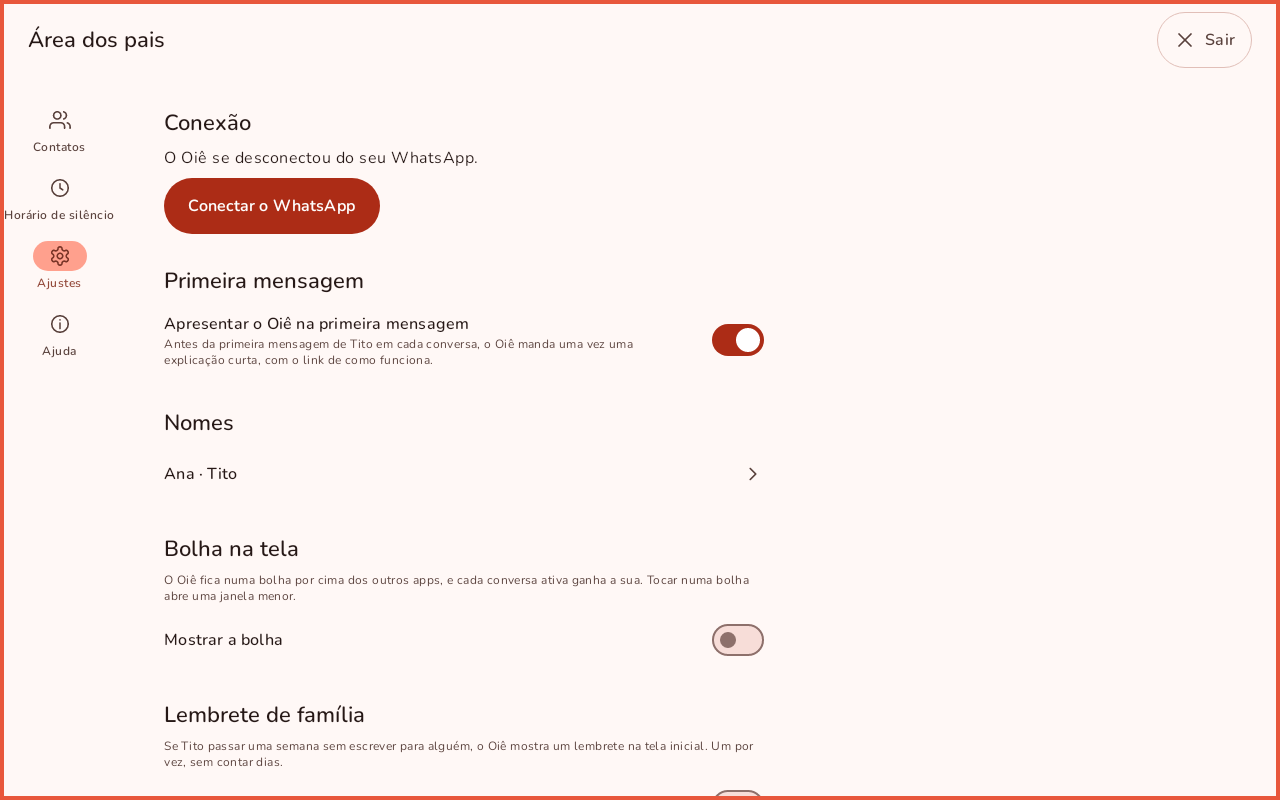 Área dos pais
Sair
Contatos
Horário de silêncio
Ajustes
Ajuda
Conexão
O Oiê se desconectou do seu WhatsApp.
Conectar o WhatsApp
Primeira mensagem
Apresentar o Oiê na primeira mensagem
Antes da primeira mensagem de Tito em cada conversa, o Oiê manda uma vez uma
explicação curta, com o link de como funciona.
Nomes
Ana · Tito
Bolha na tela
O Oiê fica numa bolha por cima dos outros apps, e cada conversa ativa ganha a sua. Tocar numa bolha
abre uma janela menor.
Mostrar a bolha
Lembrete de família
Se Tito passar uma semana sem escrever para alguém, o Oiê mostra um lembrete na tela inicial. Um por
vez, sem contar dias.